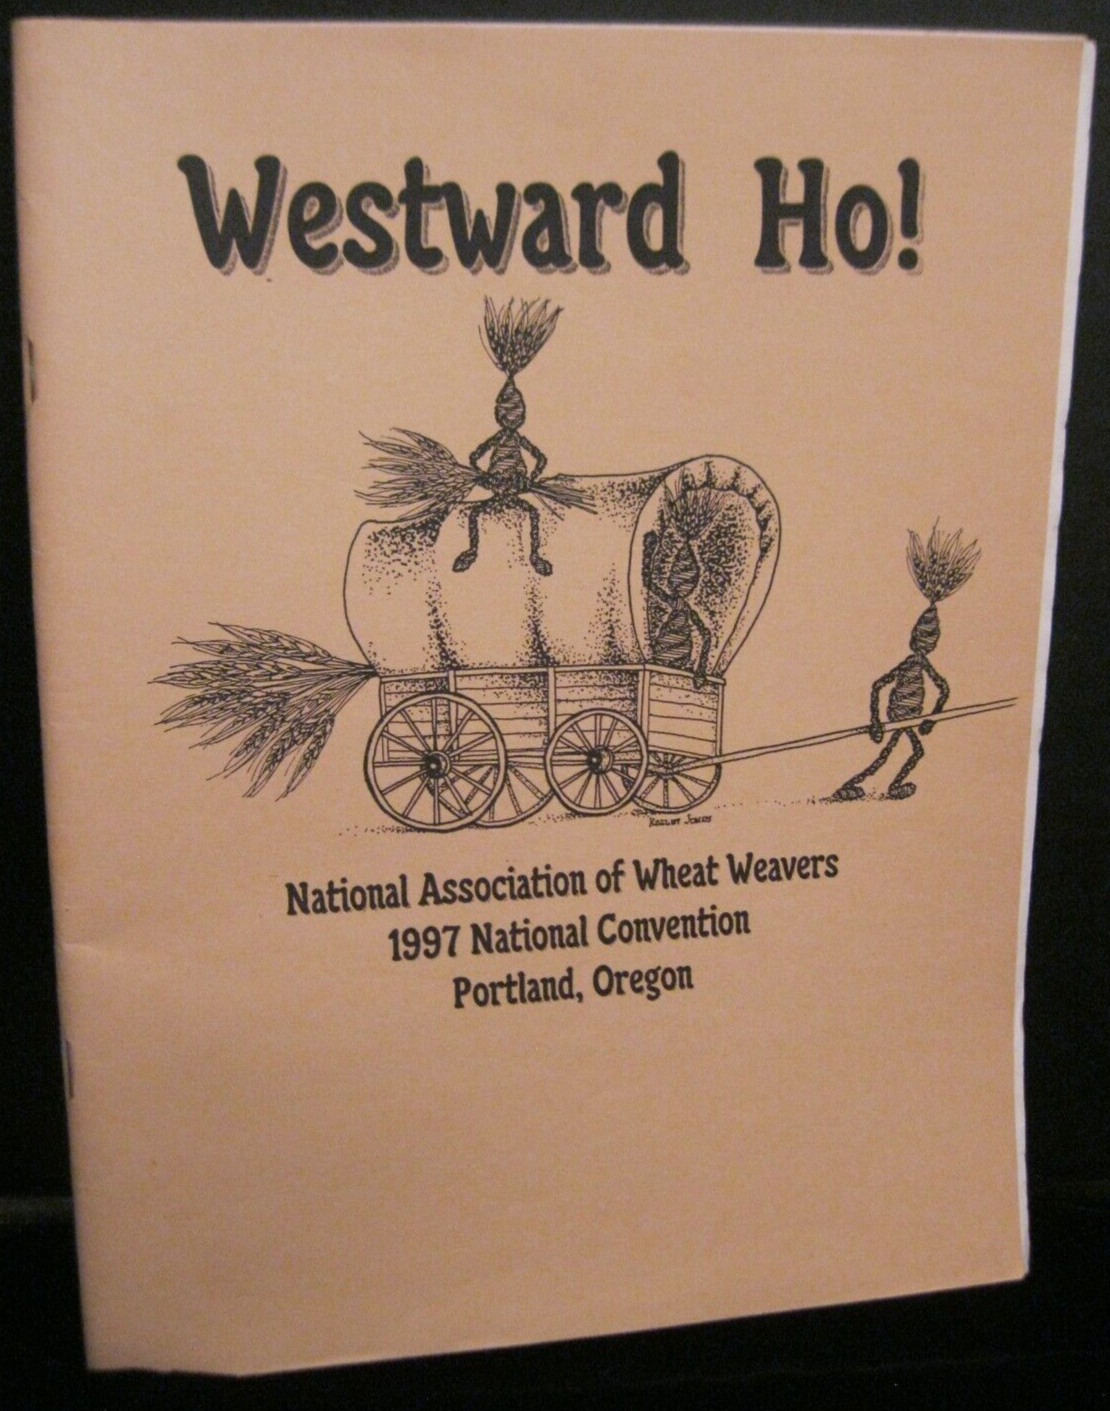 Westward Ho!
National Association of Wheat Weavers
1997 National Convention
Portland, Oregon